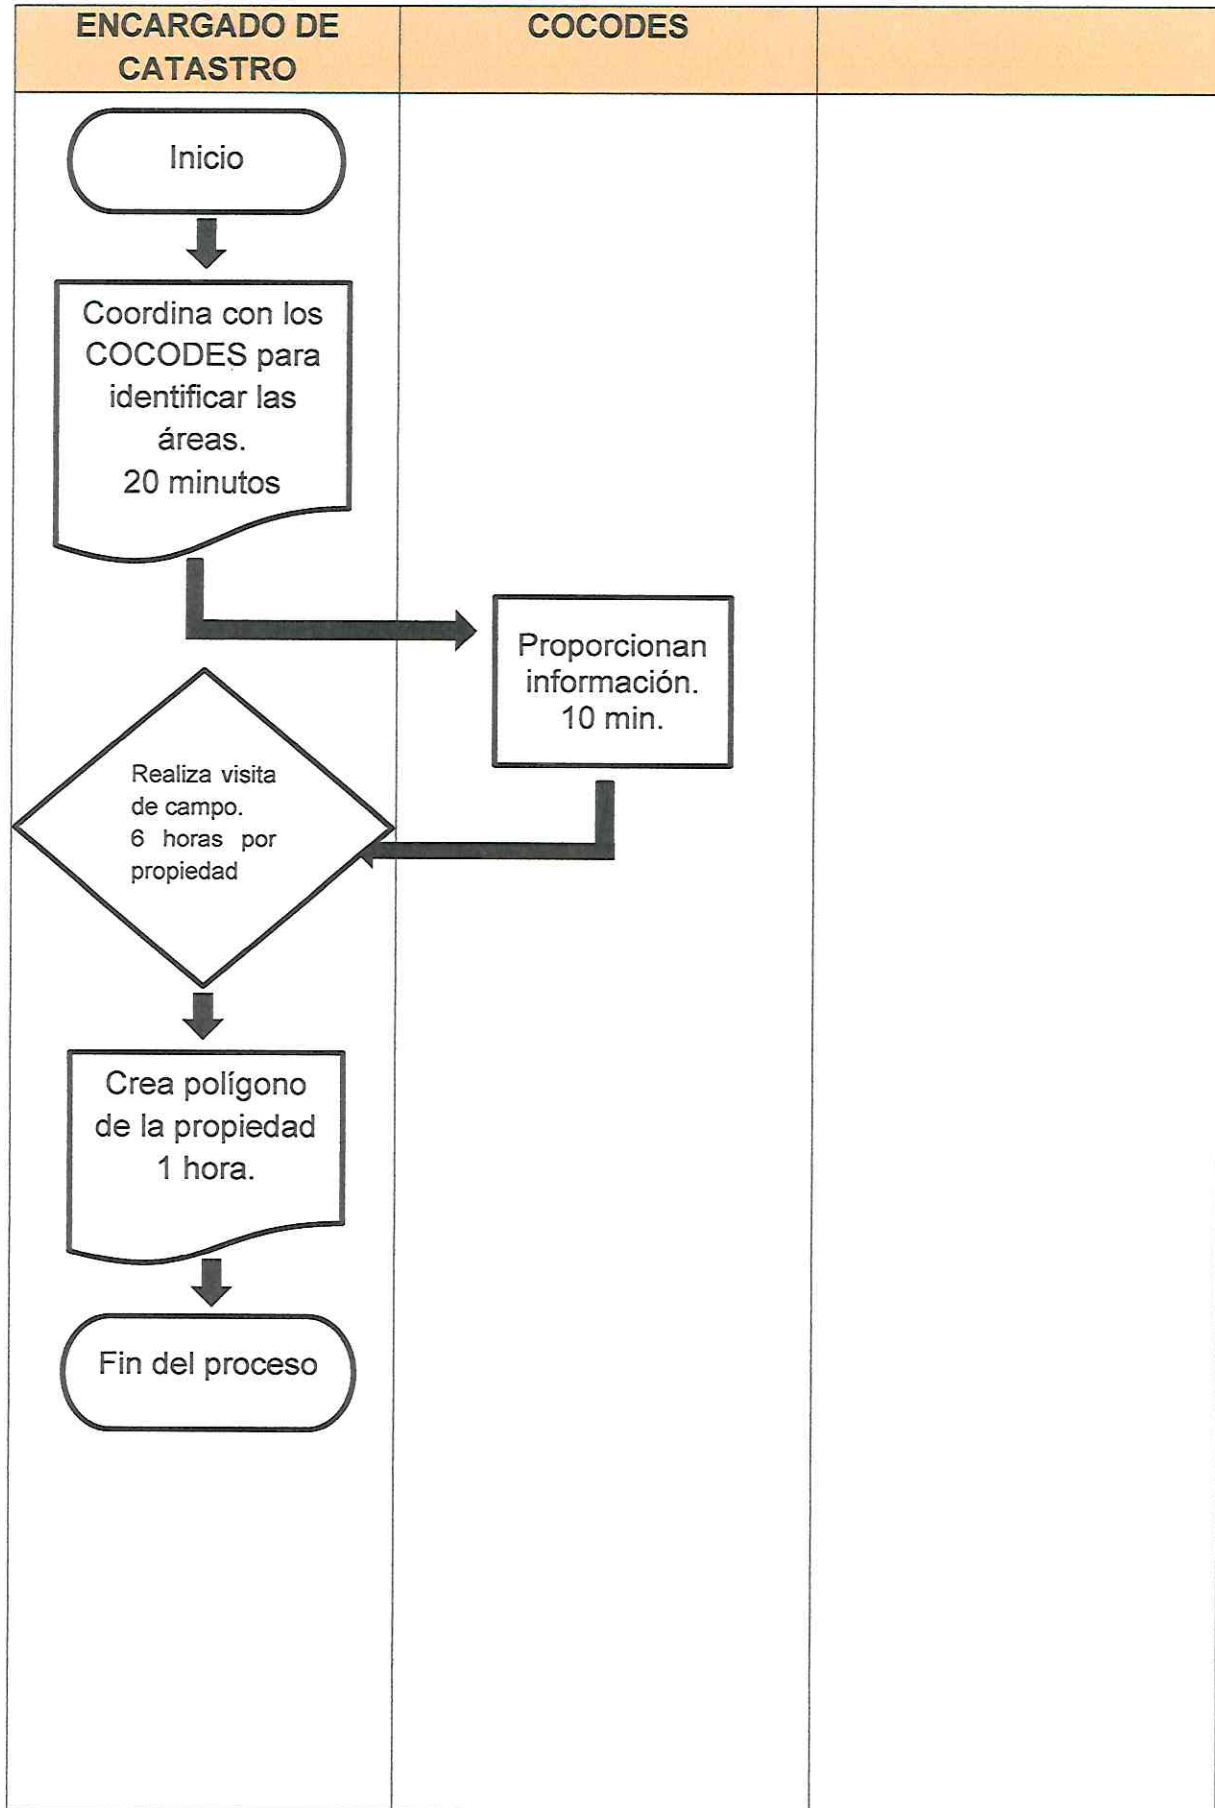 ENCARGADO DE
CATASTRO
COCODES
Inicio
Coordina con los
COCODES para
identificar las
áreas.
20 minutos
Proporcionan
información.
10 min.
Realiza visita
de campo.
6 horas por
propiedad
Crea polígono
de la propiedad
1 hora.
Fin del proceso